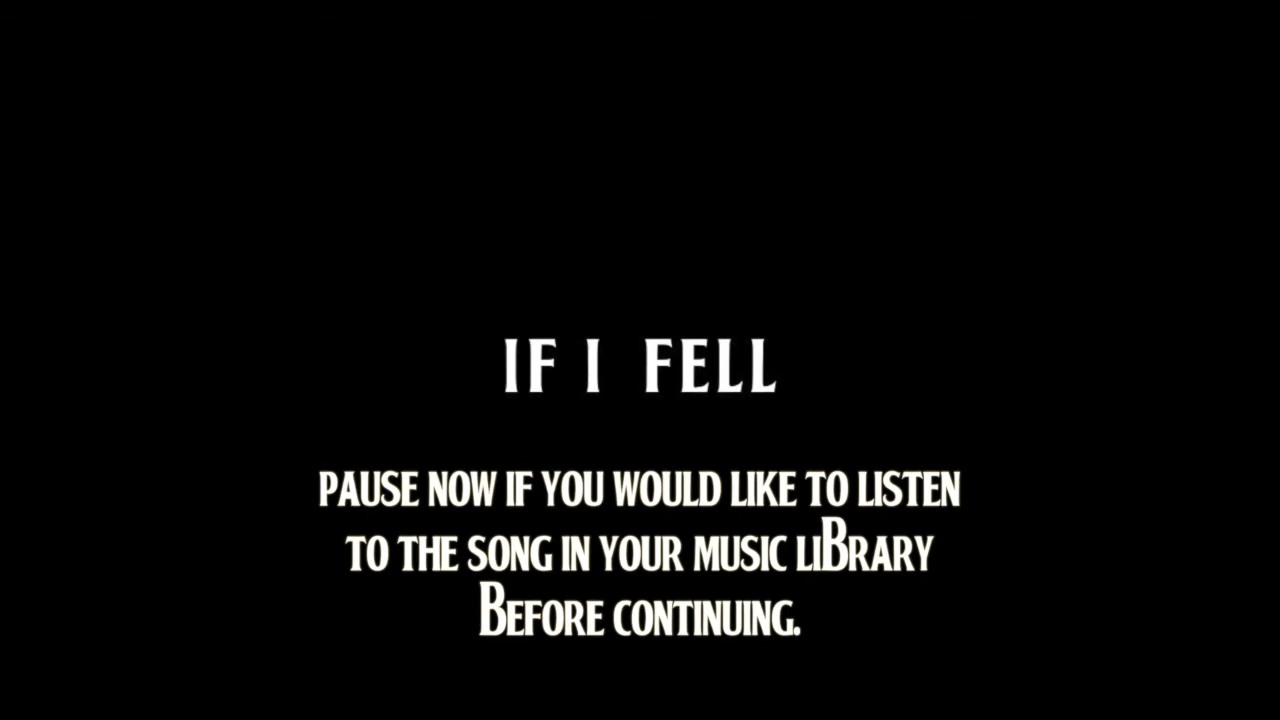 IF I FELL
PAUSE NOW IF YOU WOULD LIKE TO LISTEN
TO THE SONG IN YOUR MUSIC LIBRARY
BEFORE CONTINUING.